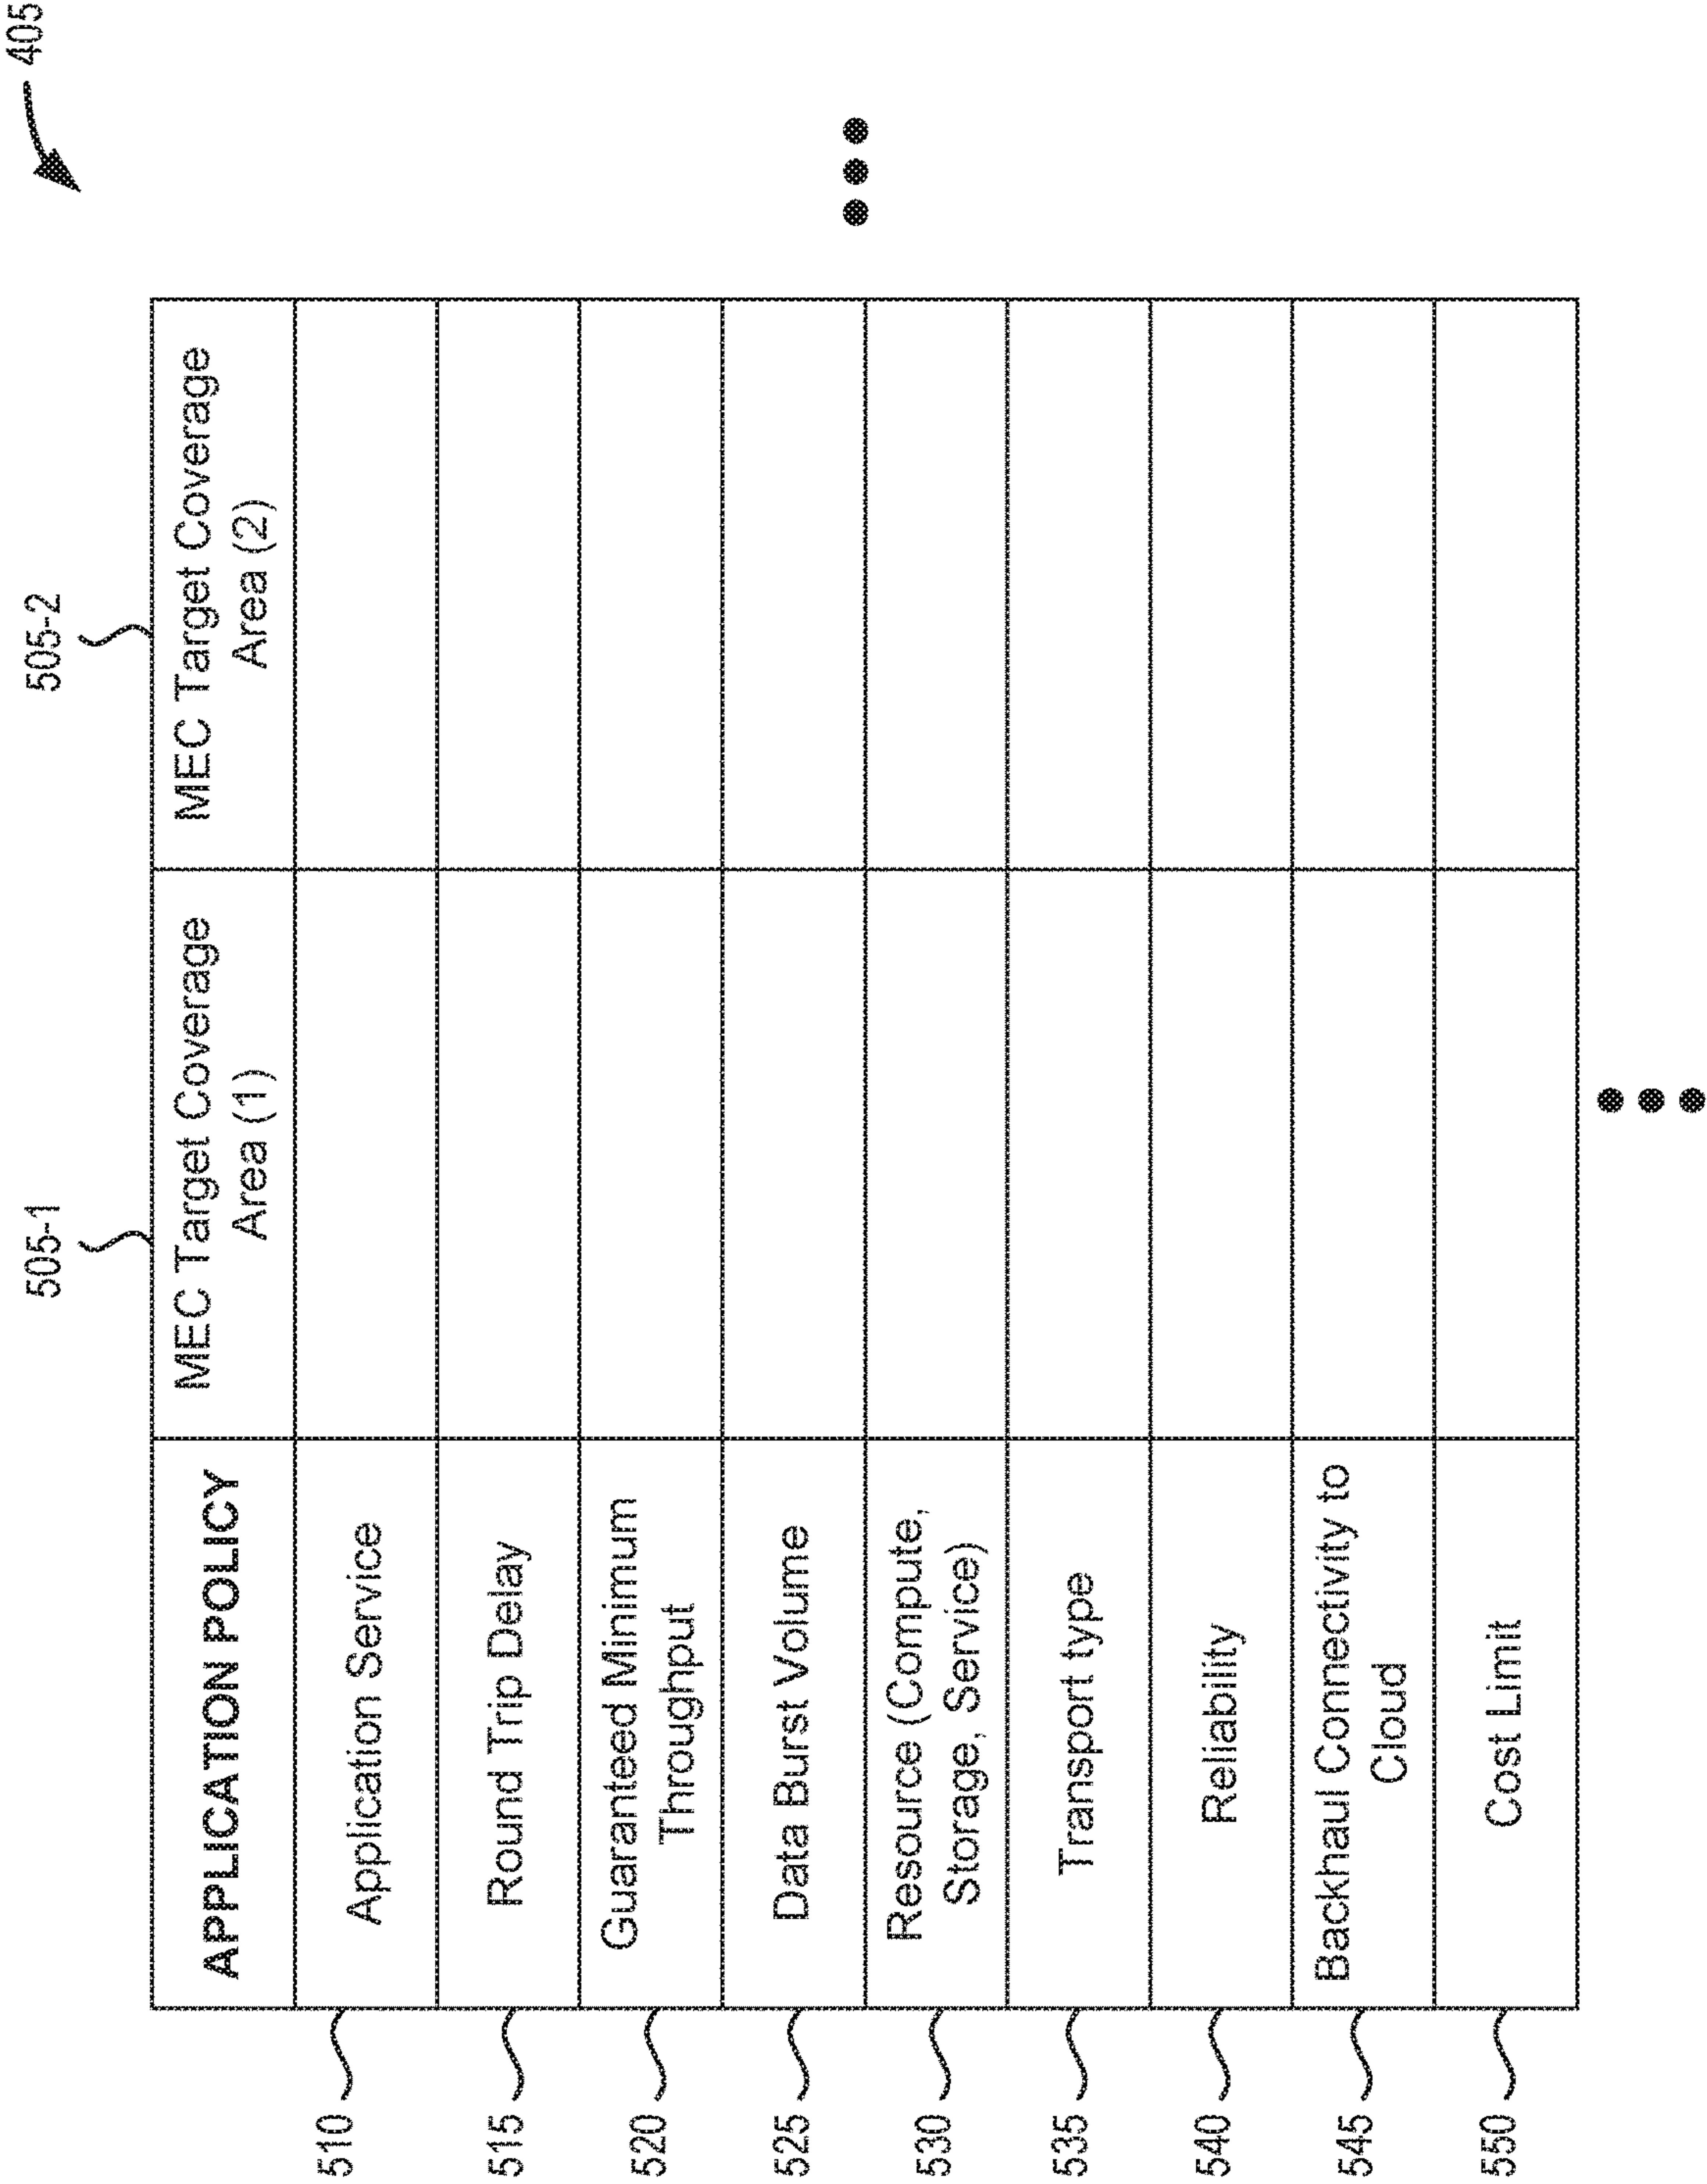 405
505-1
505-2
APPLICATION POLICY
MEC Target Coverage
Area (1)
MEC Target Coverage
Area (2)
510
Application Service
515
Round Trip Delay
520
Guaranteed Minimum
Throughput
525
Data Burst Volume
530
Resource (Compute,
Storage, Service)
535
Transport type
540
Reliability
545
Backhaul Connectivity to
Cloud
550
Cost Limit